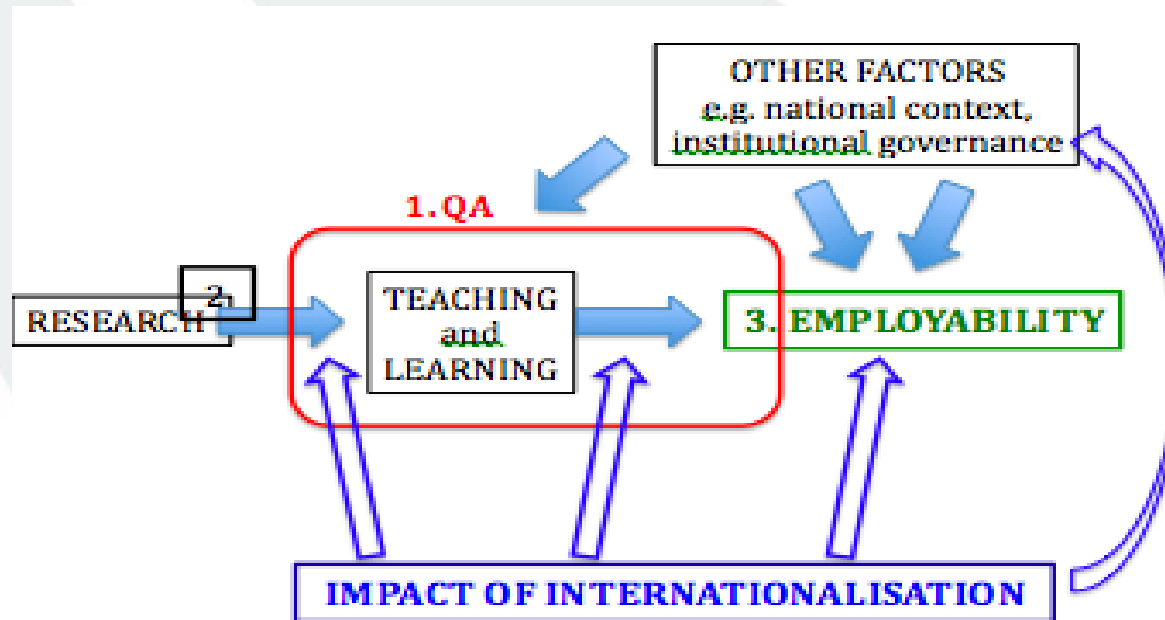 OTHER FACTORS
e.g. national context,
institutional governance
1. QA
2
RESEARCH
TEACHING
and
LEARNING
3. EMPLOYABILITY
IMPACT OF INTERNATIONALISATION